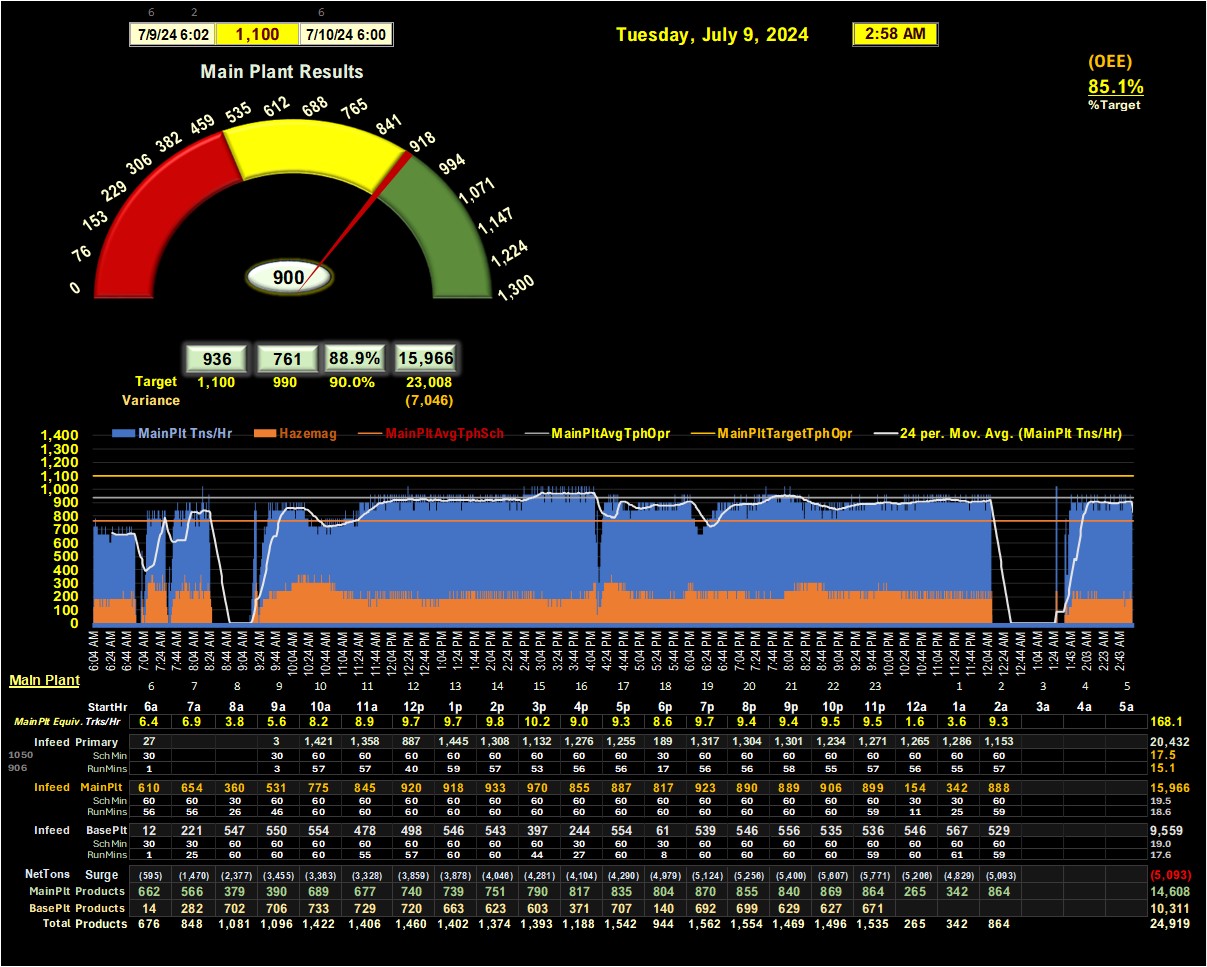 6 2 6
7/9/24 6:02 1,100 7/10/24 6:00 Tuesday, July 9, 2024 2:58 AM
(OEE)
85.1%
%Target
Main Plant Results
0 76 153 229 306 382 459 535 612 688 765 841 918 994 1,071 1,147 1,224 1,300
900
936 761 88.9% 15,966
Target 1,100 990 90.0% 23,008
Variance (7,046)
MainPlt Tns/Hr Hazemag MainPltAvgTphSch MainPltAvgTphOpr MainPltTargetTphOpr 24 per. Mov. Avg. (MainPlt Tns/Hr)
1,400
1,300
1,200
1,100
1,000
900
800
700
600
500
400
300
200
100
0
6:04 AM 6:24 AM 6:44 AM 7:04 AM 7:24 AM 7:44 AM 8:04 AM 8:24 AM 8:44 AM 9:04 AM 9:24 AM 9:44 AM 10:04 AM 10:24 AM 10:44 AM 11:04 AM 11:24 AM 11:44 AM 12:04 PM 12:24 PM 12:44 PM 1:04 PM 1:24 PM 1:44 PM 2:04 PM 2:24 PM 2:44 PM 3:04 PM 3:24 PM 3:44 PM 4:04 PM 4:24 PM 4:44 PM 5:04 PM 5:24 PM 5:44 PM 6:04 PM 6:24 PM 6:44 PM 7:04 PM 7:24 PM 7:44 PM 8:04 PM 8:24 PM 8:44 PM 9:04 PM 9:24 PM 9:44 PM 10:04 PM 10:24 PM 10:44 PM 11:04 PM 11:24 PM 11:44 PM 12:04 AM 12:24 AM 12:44 AM 1:04 AM 1:24 AM 1:43 AM 2:03 AM 2:23 AM 2:43 AM
Main Plant 6 7 8 9 10 11 12 13 14 15 16 17 18 19 20 21 22 23 1 2 3 4 5
StartHr 6a 7a 8a 9a 10a 11a 12p 1p 2p 3p 4p 5p 6p 7p 8p 9p 10p 11p 12a 1a 2a 3a 4a 5a
MainPlt Equiv. Trks/Hr 6.4 6.9 3.8 5.6 8.2 8.9 9.7 9.7 9.8 10.2 9.0 9.3 8.6 9.7 9.4 9.4 9.5 9.5 1.6 3.6 9.3 168.1
Infeed Primary 27 3 1,421 1,358 887 1,445 1,308 1,132 1,276 1,255 189 1,317 1,304 1,301 1,234 1,271 1,265 1,286 1,153 20,432
1050 Sch Min 30 30 60 60 60 60 60 60 60 60 30 60 60 60 60 60 60 60 60 17.5
906 RunMins 1 3 57 57 40 59 57 53 56 56 17 56 56 58 55 57 56 55 57 15.1
Infeed MainPlt 610 654 360 531 775 845 920 918 933 970 855 887 817 923 890 889 906 899 154 342 888 15,966
Sch Min 60 60 30 60 60 60 60 60 60 60 60 60 60 60 60 60 60 60 30 30 60 19.5
RunMins 56 56 26 46 60 60 60 60 60 60 60 60 60 60 60 60 60 59 11 25 59 18.6
Infeed BasePlt 12 221 547 550 554 478 498 546 543 397 244 554 61 539 546 556 535 536 546 567 529 9,559
Sch Min 30 30 60 60 60 60 60 60 60 60 30 60 30 60 60 60 60 60 60 60 60 19.0
RunMins 1 25 60 60 60 55 57 60 60 44 27 60 8 60 60 60 60 59 60 61 59 17.6
NetTons Surge (595) (1,470) (2,377) (3,455) (3,363) (3,328) (3,859) (3,878) (4,046) (4,281) (4,104) (4,290) (4,979) (5,124) (5,256) (5,400) (5,607) (5,771) (5,206) (4,829) (5,093) (5,093)
MainPlt Products 662 566 379 390 689 677 740 739 751 790 817 835 804 870 855 840 869 864 265 342 864 14,608
BasePlt Products 14 282 702 706 733 729 720 663 623 603 371 707 140 692 699 629 627 671 10,311
Total Products 676 848 1,081 1,096 1,422 1,406 1,460 1,402 1,374 1,393 1,188 1,542 944 1,562 1,554 1,469 1,496 1,535 265 342 864 24,919